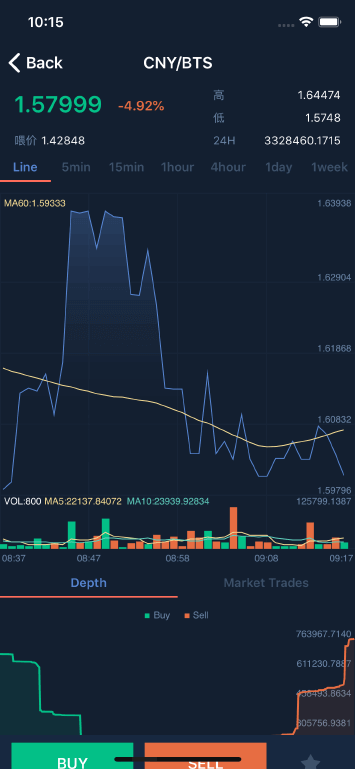 10:15
Back
CNY/BTS
1.57999 -4.92%
高 1.64474
低 1.5748
喂价 1.42848
24H 3328460.1715
Line 5min 15min 1hour 4hour 1day 1week
MA60:1.59333
1.63938
1.62904
1.61868
1.60832
1.59796
VOL:800 MA5:22137.84072 MA10:23939.92834 125799.1387
08:37 08:47 08:58 09:08 09:17
Depth Market Trades
Buy Sell
763967.7140
611230.7887
458493.8634
305756.9381
BUY SELL